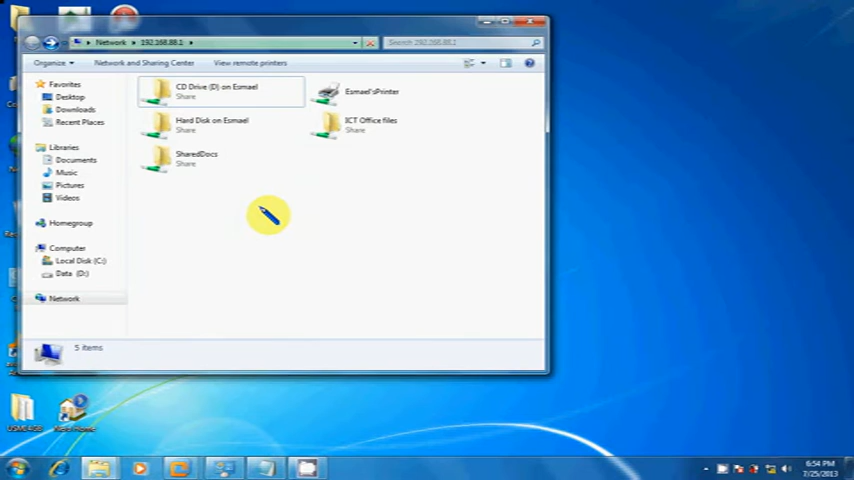 Network ▸ 192.168.88.1 ▸
Search 192.168.88.1
Organize
Network and Sharing Center
View remote printers
Favorites
Desktop
Downloads
Recent Places
Libraries
Documents
Music
Pictures
Videos
Homegroup
Computer
Local Disk (C:)
Data (D:)
Network
CD Drive (D) on Esmael
Share
Esmael'sPrinter
Hard Disk on Esmael
Share
ICT Office files
Share
SharedDocs
Share
5 items
Nero Home
6:54 PM
7/25/2013